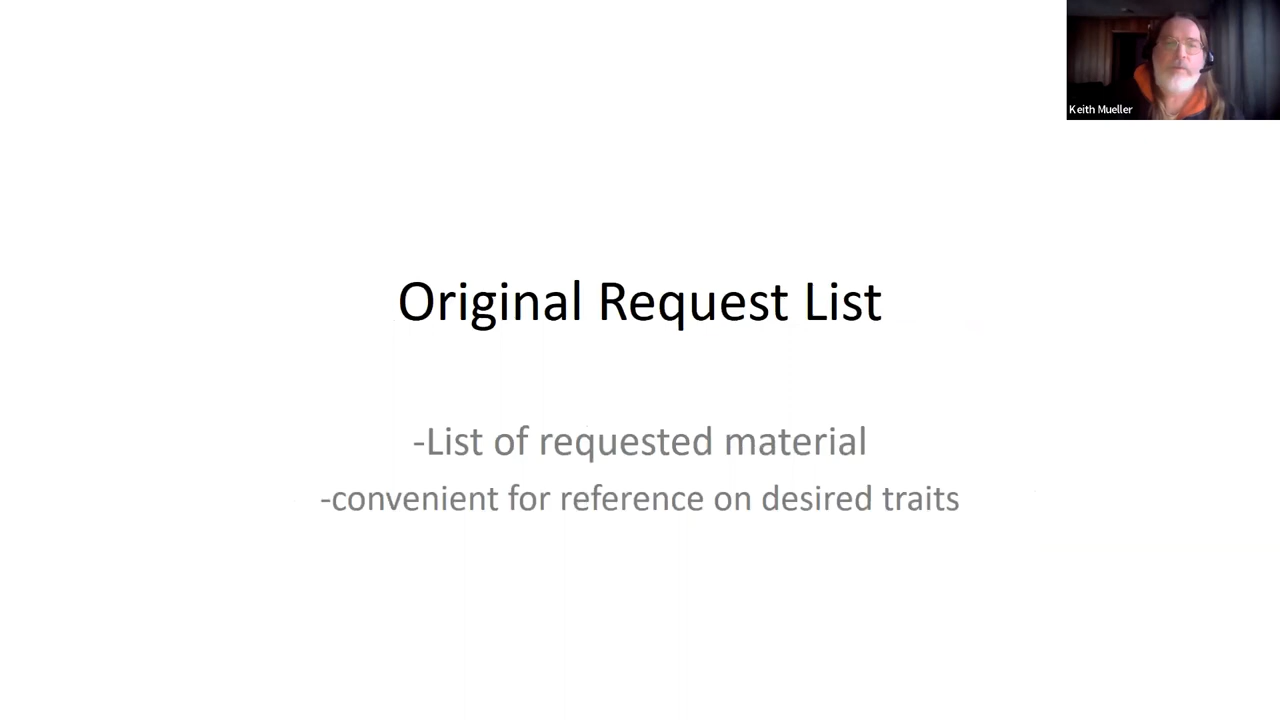 Keith Mueller
Original Request List
-List of requested material
-convenient for reference on desired traits